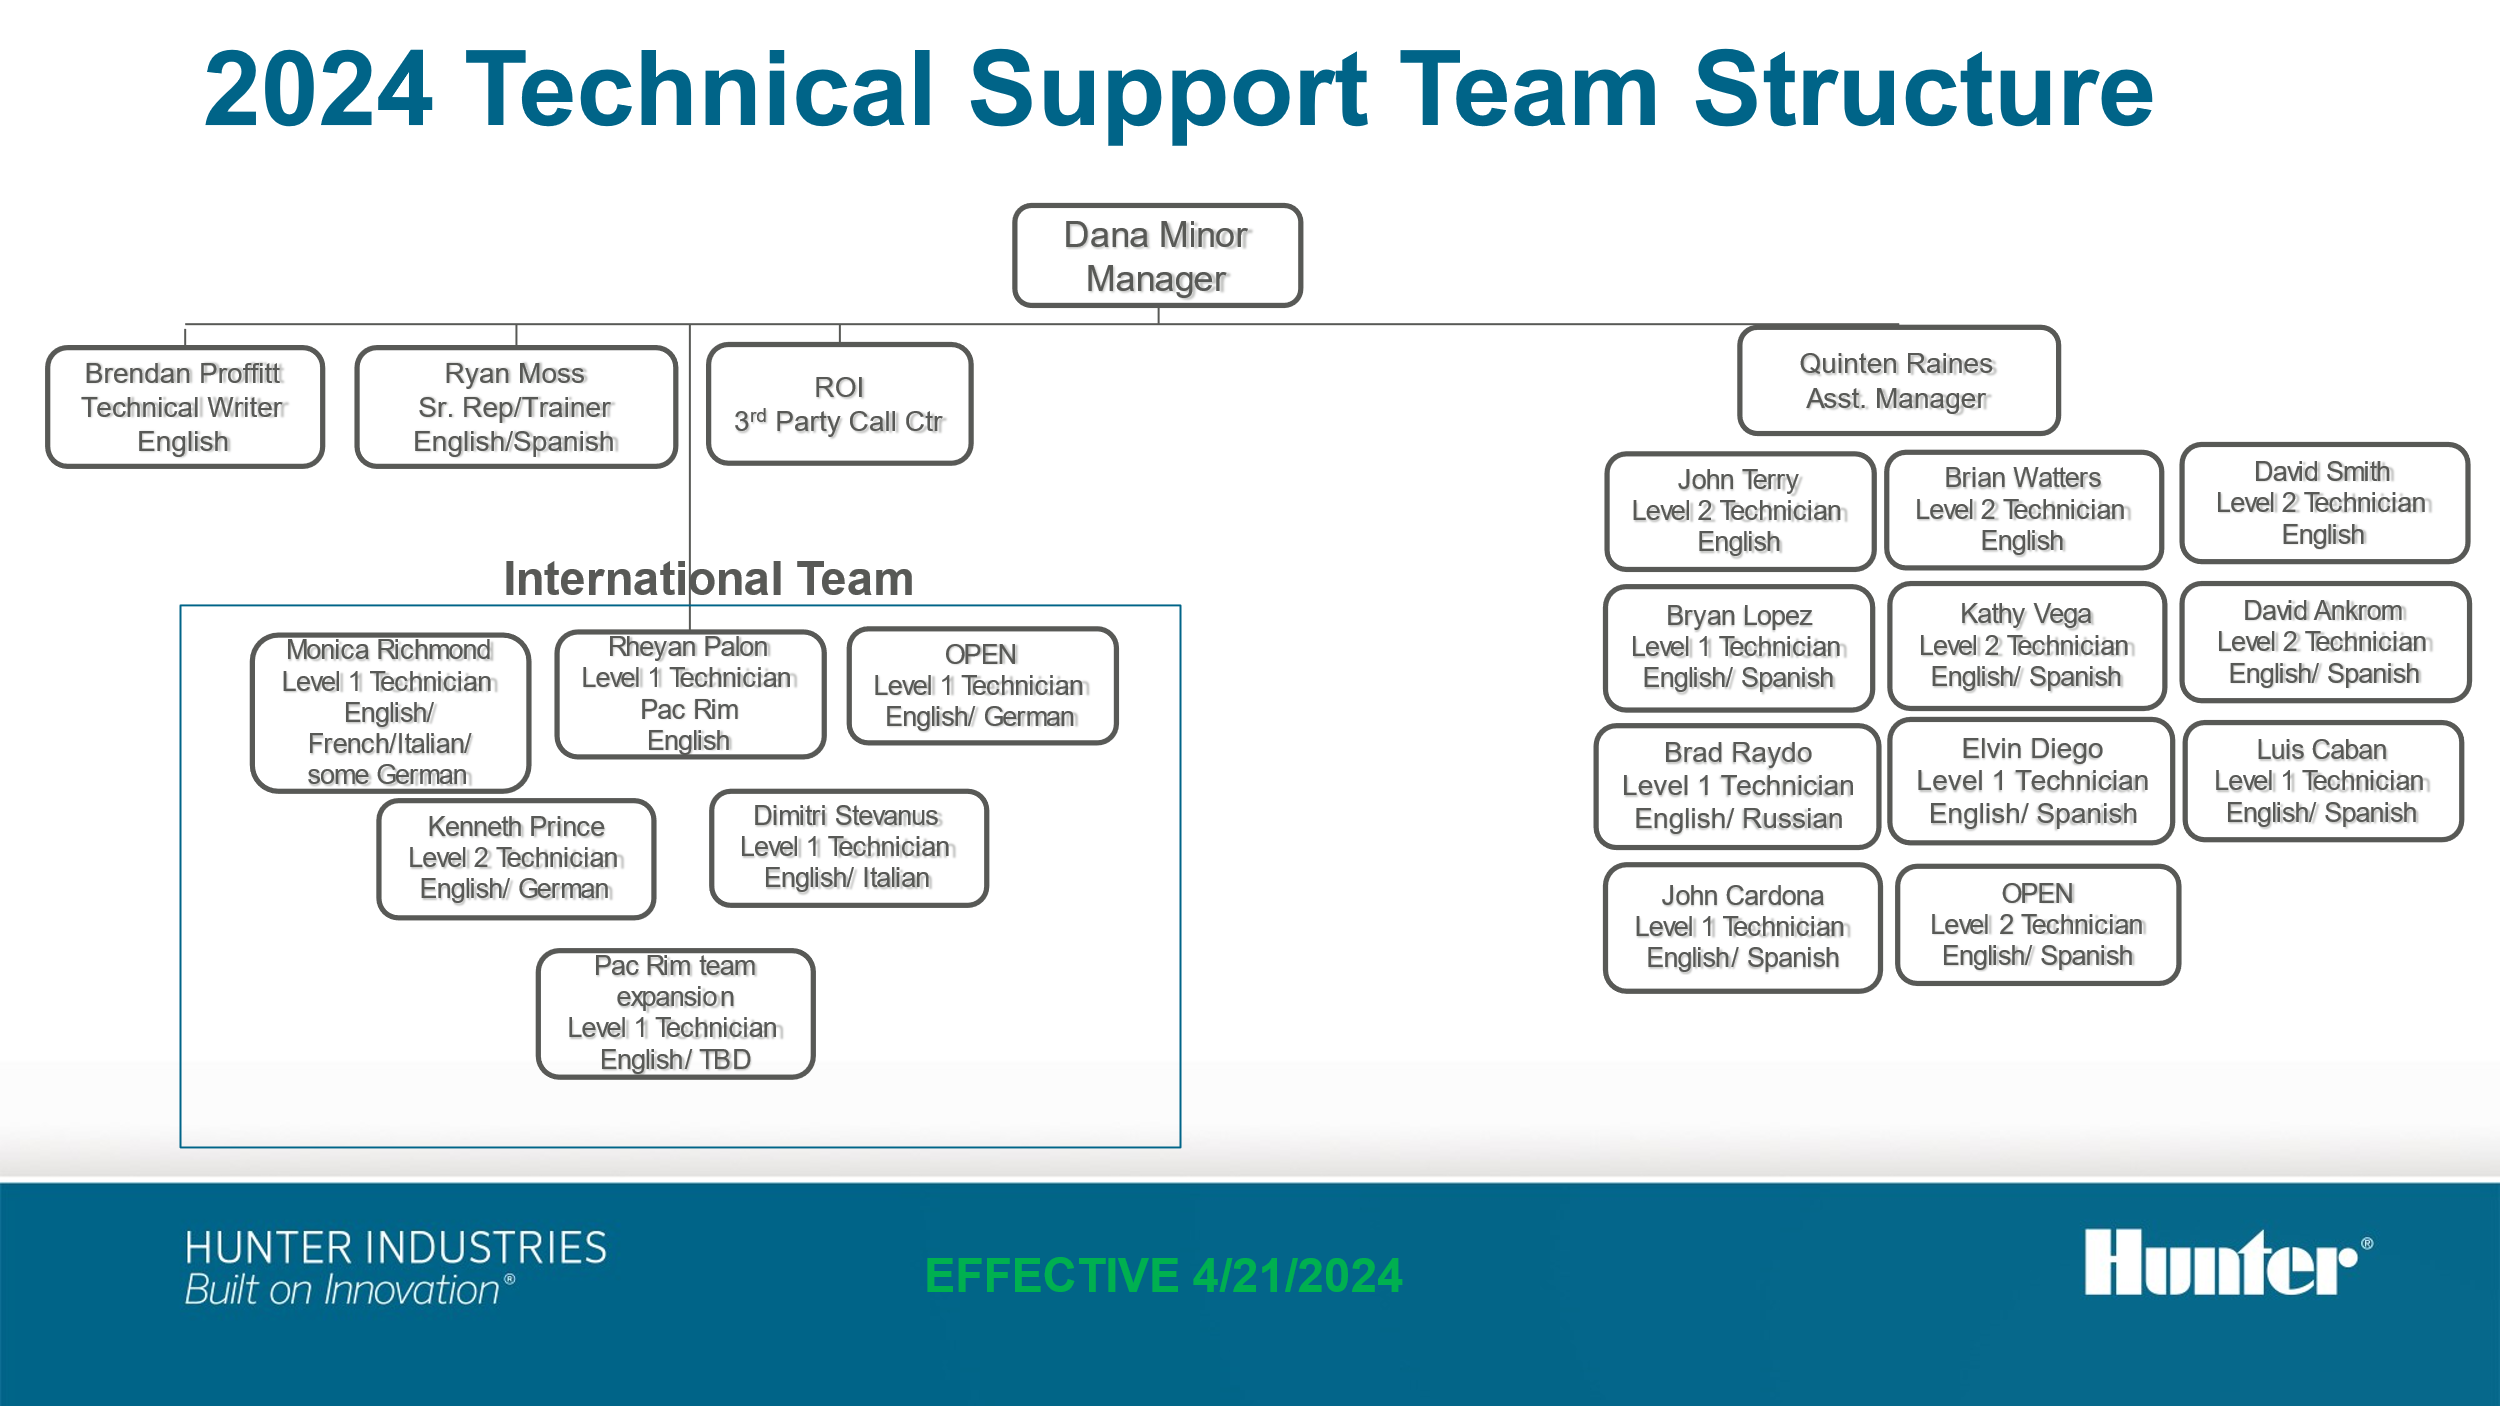 2024 Technical Support Team Structure
Dana Minor
Manager
Brendan Proffitt
Technical Writer
English
Ryan Moss
Sr. Rep/Trainer
English/Spanish
ROI
3rd Party Call Ctr
Quinten Raines
Asst. Manager
John Terry
Level 2 Technician
English
Brian Watters
Level 2 Technician
English
David Smith
Level 2 Technician
English
Bryan Lopez
Level 1 Technician
English/ Spanish
Kathy Vega
Level 2 Technician
English/ Spanish
David Ankrom
Level 2 Technician
English/ Spanish
Brad Raydo
Level 1 Technician
English/ Russian
Elvin Diego
Level 1 Technician
English/ Spanish
Luis Caban
Level 1 Technician
English/ Spanish
John Cardona
Level 1 Technician
English/ Spanish
OPEN
Level 2 Technician
English/ Spanish
International Team
Monica Richmond
Level 1 Technician
English/
French/Italian/
some German
Rheyan Palon
Level 1 Technician
Pac Rim
English
OPEN
Level 1 Technician
English/ German
Kenneth Prince
Level 2 Technician
English/ German
Dimitri Stevanus
Level 1 Technician
English/ Italian
Pac Rim team
expansion
Level 1 Technician
English/ TBD
HUNTER INDUSTRIES
Built on Innovation®
EFFECTIVE 4/21/2024
Hunter®